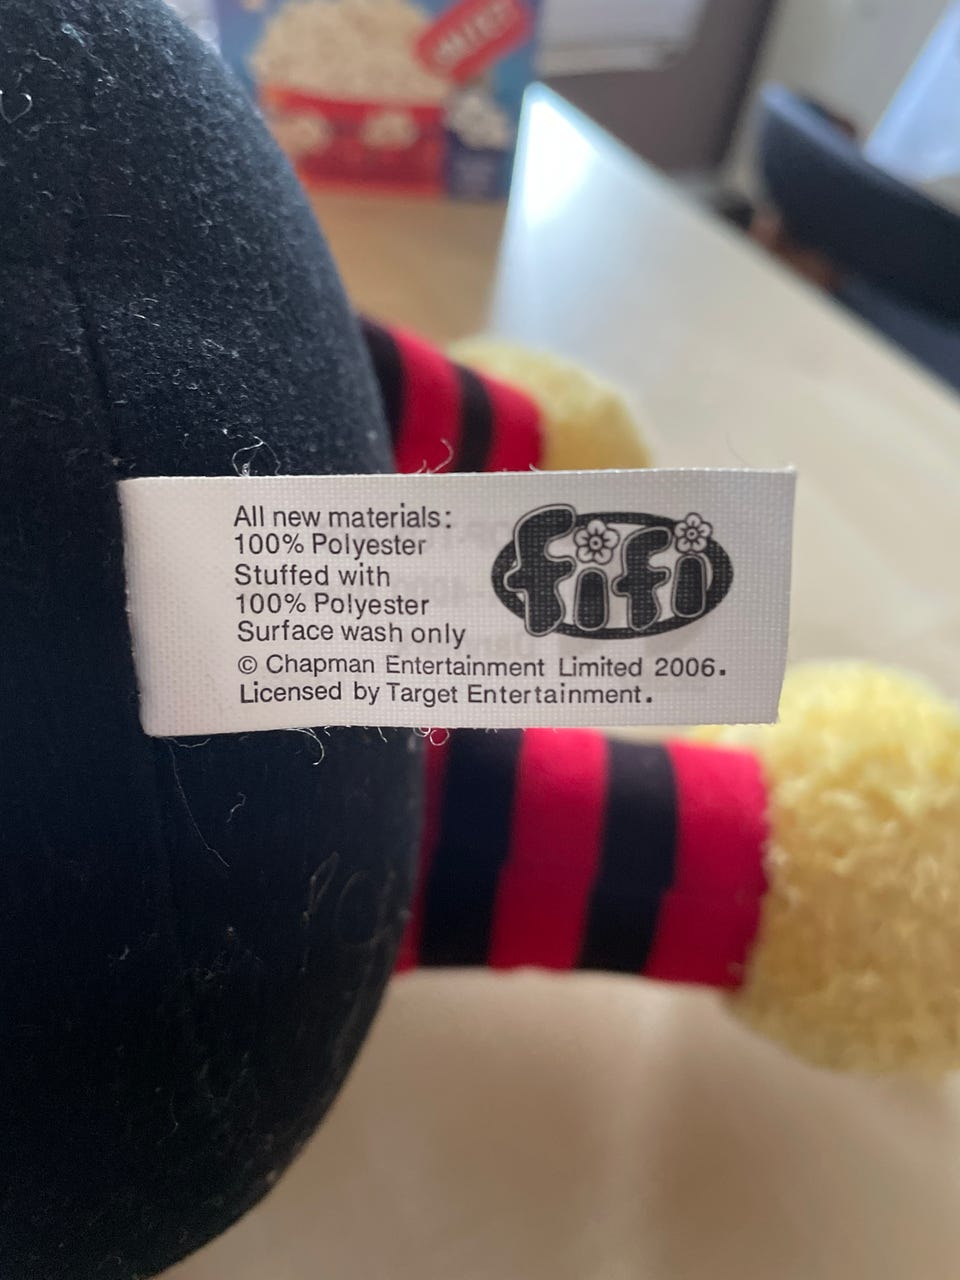 All new materials:
100% Polyester
Stuffed with
100% Polyester
Surface wash only
© Chapman Entertainment Limited 2006.
Licensed by Target Entertainment.
fifi